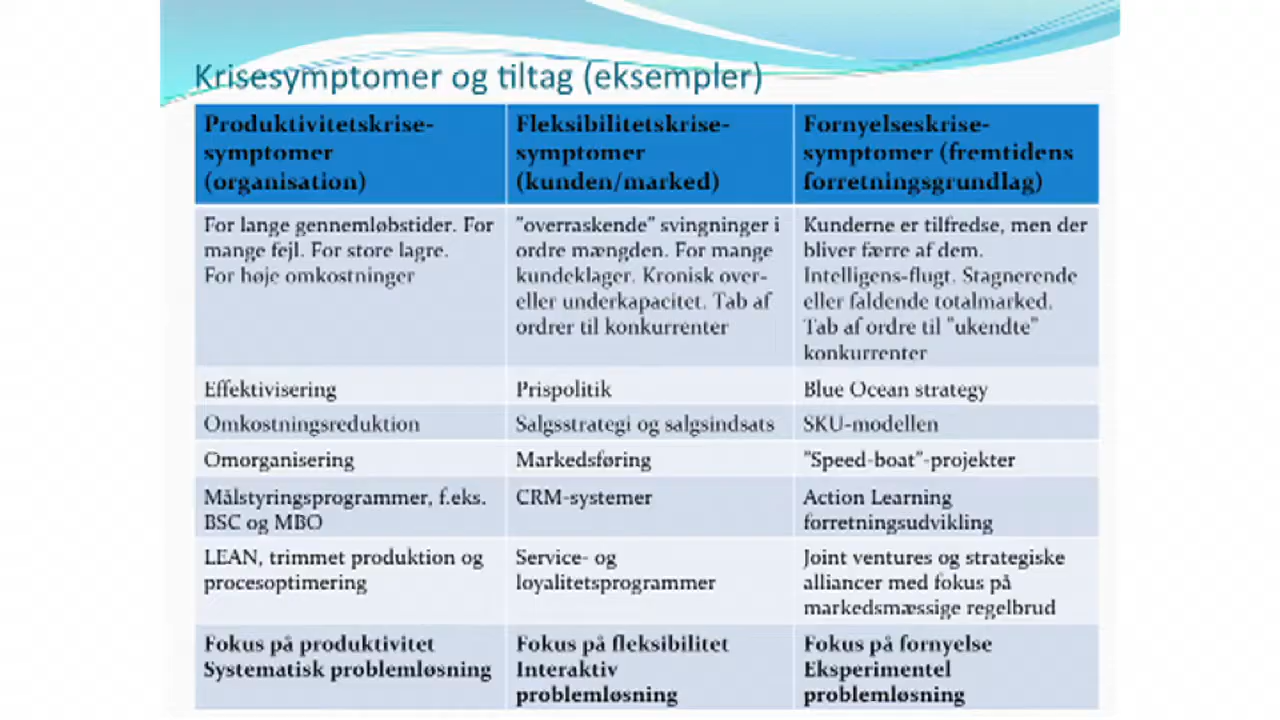 Krisesymptomer og tiltag (eksempler)
Produktivitetskrise-
symptomer
(organisation)
Fleksibilitetskrise-
symptomer
(kunden/marked)
Fornyelseskrise-
symptomer (fremtidens
forretningsgrundlag)
For lange gennemløbstider. For
mange fejl. For store lagre.
For høje omkostninger
"overraskende" svingninger i
ordre mængden. For mange
kundeklager. Kronisk over-
eller underkapacitet. Tab af
ordrer til konkurrenter
Kunderne er tilfredse, men der
bliver færre af dem.
Intelligens-flugt. Stagnerende
eller faldende totalmarked.
Tab af ordre til "ukendte"
konkurrenter
Effektivisering
Prispolitik
Blue Ocean strategy
Omkostningsreduktion
Salgsstrategi og salgsindsats
SKU-modellen
Omorganisering
Markedsføring
"Speed-boat"-projekter
Målstyringsprogrammer, f.eks.
BSC og MBO
CRM-systemer
Action Learning
forretningsudvikling
LEAN, trimmet produktion og
procesoptimering
Service- og
loyalitetsprogrammer
Joint ventures og strategiske
alliancer med fokus på
markedsmæssige regelbrud
Fokus på produktivitet
Systematisk problemløsning
Fokus på fleksibilitet
Interaktiv
problemløsning
Fokus på fornyelse
Eksperimentel
problemløsning